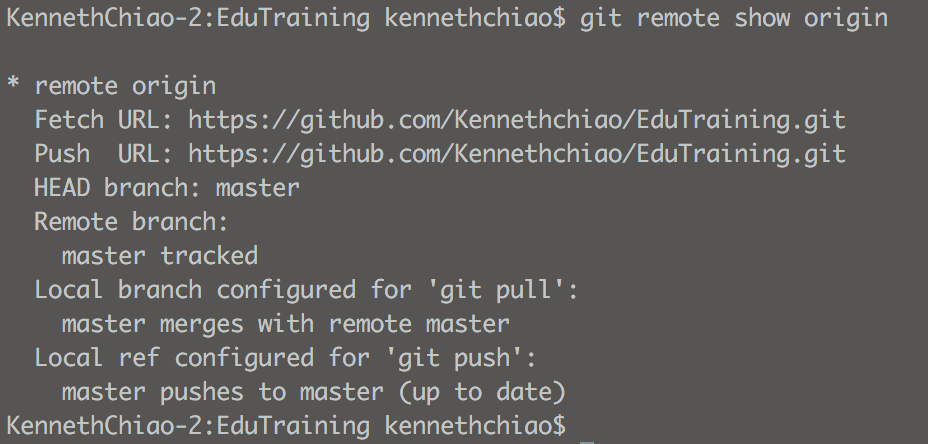 KennethChiao-2:EduTraining kennethchiao$ git remote show origin
* remote origin
Fetch URL: https://github.com/Kennethchiao/EduTraining.git
Push  URL: https://github.com/Kennethchiao/EduTraining.git
HEAD branch: master
Remote branch:
master tracked
Local branch configured for 'git pull':
master merges with remote master
Local ref configured for 'git push':
master pushes to master (up to date)
KennethChiao-2:EduTraining kennethchiao$